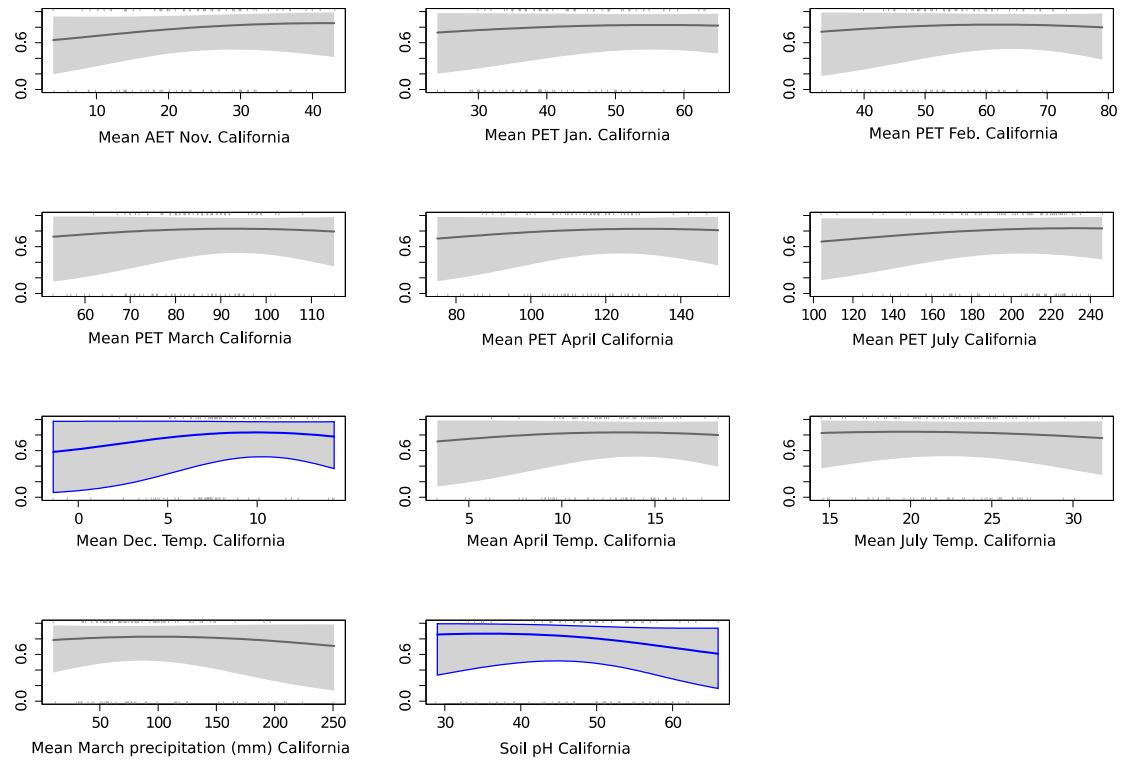 0.0 0.6
10 20 30 40
Mean AET Nov. California
0.0 0.6
30 40 50 60
Mean PET Jan. California
0.0 0.6
40 50 60 70 80
Mean PET Feb. California
0.0 0.6
60 70 80 90 100 110
Mean PET March California
0.0 0.6
80 100 120 140
Mean PET April California
0.0 0.6
100 120 140 160 180 200 220 240
Mean PET July California
0.0 0.6
0 5 10
Mean Dec. Temp. California
0.0 0.6
5 10 15
Mean April Temp. California
0.0 0.6
15 20 25 30
Mean July Temp. California
0.0 0.6
50 100 150 200 250
Mean March precipitation (mm) California
0.0 0.6
30 40 50 60
Soil pH California